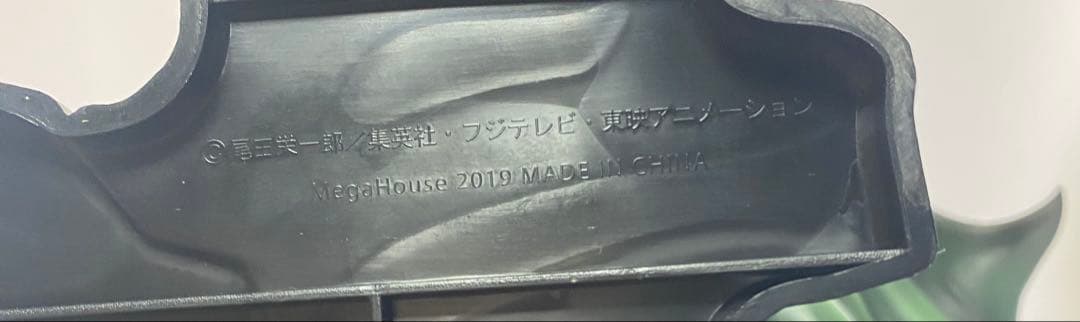 ©尾田栄一郎／集英社・フジテレビ・東映アニメーション
MegaHouse 2019 MADE IN CHINA